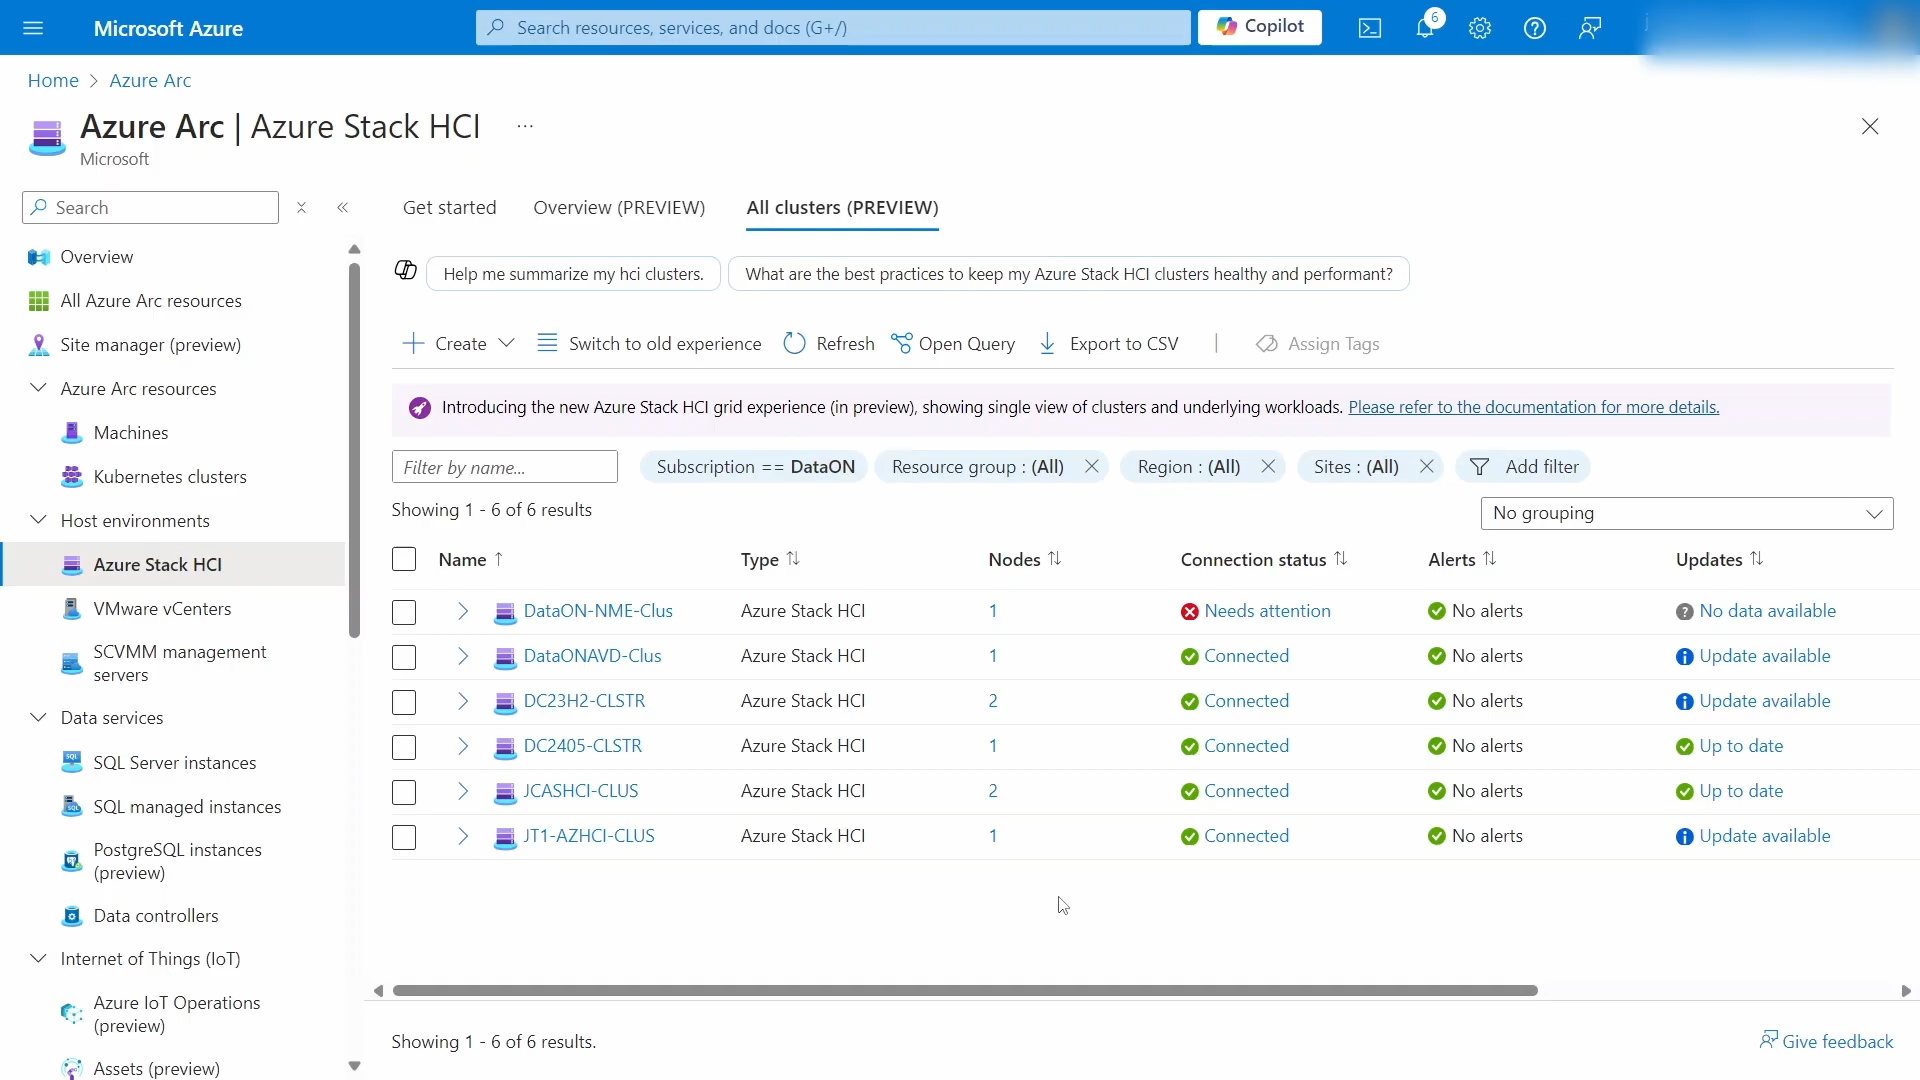 Microsoft Azure
Search resources, services, and docs (G+/)
Copilot
6
Home > Azure Arc
Azure Arc | Azure Stack HCI ...
Microsoft
Search
Overview
All Azure Arc resources
Site manager (preview)
Azure Arc resources
Machines
Kubernetes clusters
Host environments
Azure Stack HCI
VMware vCenters
SCVMM management
servers
Data services
SQL Server instances
SQL managed instances
PostgreSQL instances
(preview)
Data controllers
Internet of Things (IoT)
Azure IoT Operations
(preview)
Assets (preview)
Get started Overview (PREVIEW) All clusters (PREVIEW)
Help me summarize my hci clusters. What are the best practices to keep my Azure Stack HCI clusters healthy and performant?
Create Switch to old experience Refresh Open Query Export to CSV | Assign Tags
Introducing the new Azure Stack HCI grid experience (in preview), showing single view of clusters and underlying workloads. Please refer to the documentation for more details.
Filter by name... Subscription == DataON Resource group : (All) Region : (All) Sites : (All) Add filter
Showing 1 - 6 of 6 results
No grouping
Name ↑ Type ↑↓ Nodes ↑↓ Connection status ↑↓ Alerts ↑↓ Updates ↑↓
DataON-NME-Clus Azure Stack HCI 1 Needs attention No alerts No data available
DataONAVD-Clus Azure Stack HCI 1 Connected No alerts Update available
DC23H2-CLSTR Azure Stack HCI 2 Connected No alerts Update available
DC2405-CLSTR Azure Stack HCI 1 Connected No alerts Up to date
JCASHCI-CLUS Azure Stack HCI 2 Connected No alerts Up to date
JT1-AZHCI-CLUS Azure Stack HCI 1 Connected No alerts Update available
Showing 1 - 6 of 6 results.
Give feedback